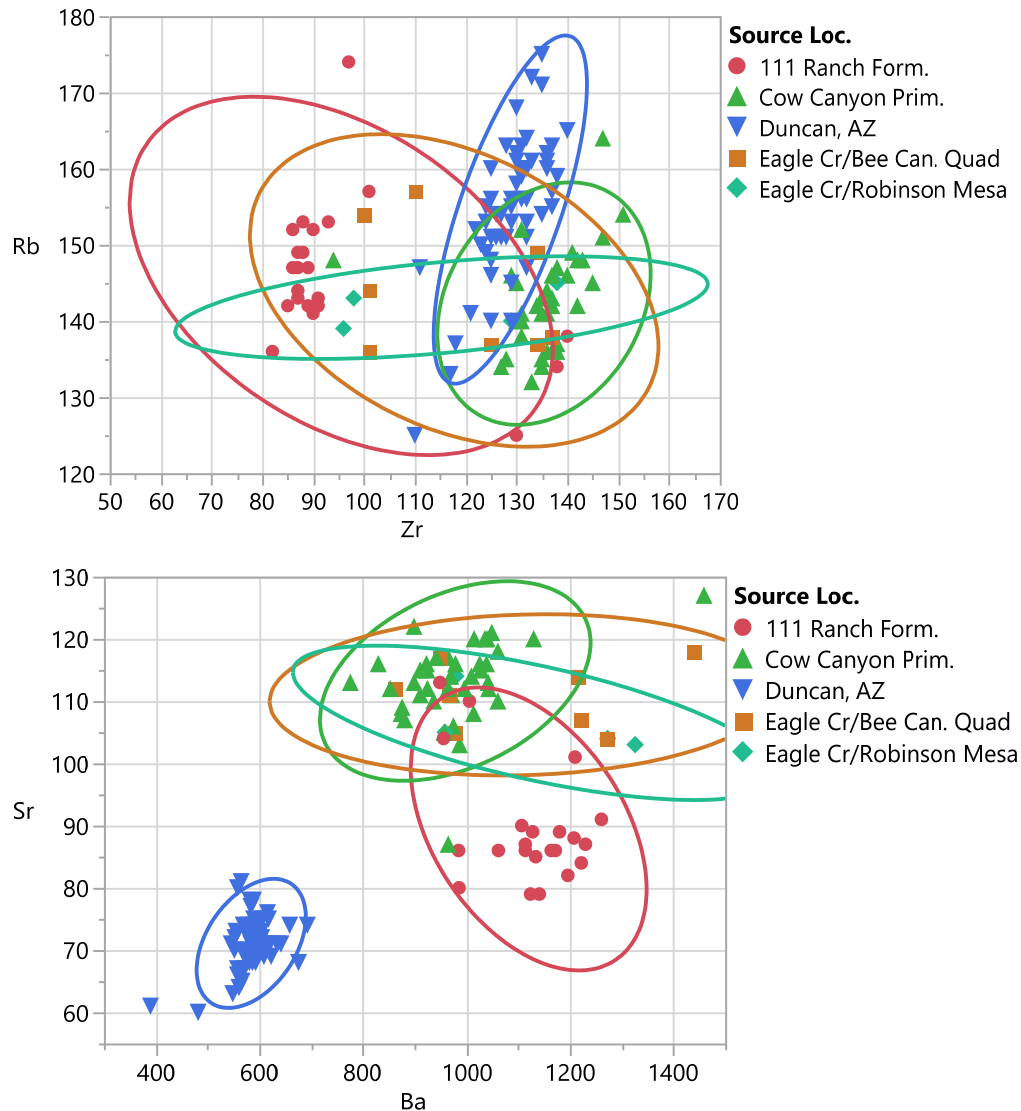 180
170
160
150
140
130
120
Rb
50 60 70 80 90 100 110 120 130 140 150 160 170
Zr
Source Loc.
111 Ranch Form.
Cow Canyon Prim.
Duncan, AZ
Eagle Cr/Bee Can. Quad
Eagle Cr/Robinson Mesa
130
120
110
100
90
80
70
60
Sr
400 600 800 1000 1200 1400
Ba
Source Loc.
111 Ranch Form.
Cow Canyon Prim.
Duncan, AZ
Eagle Cr/Bee Can. Quad
Eagle Cr/Robinson Mesa